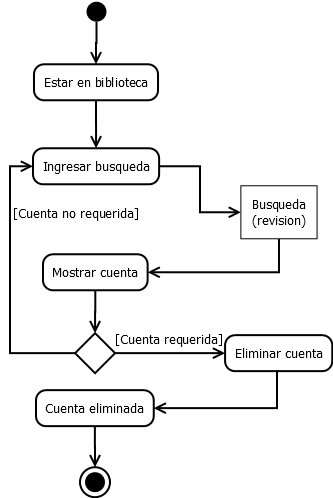 Estar en biblioteca
Ingresar busqueda
[Cuenta no requerida]
Busqueda
(revision)
Mostrar cuenta
[Cuenta requerida]
Eliminar cuenta
Cuenta eliminada